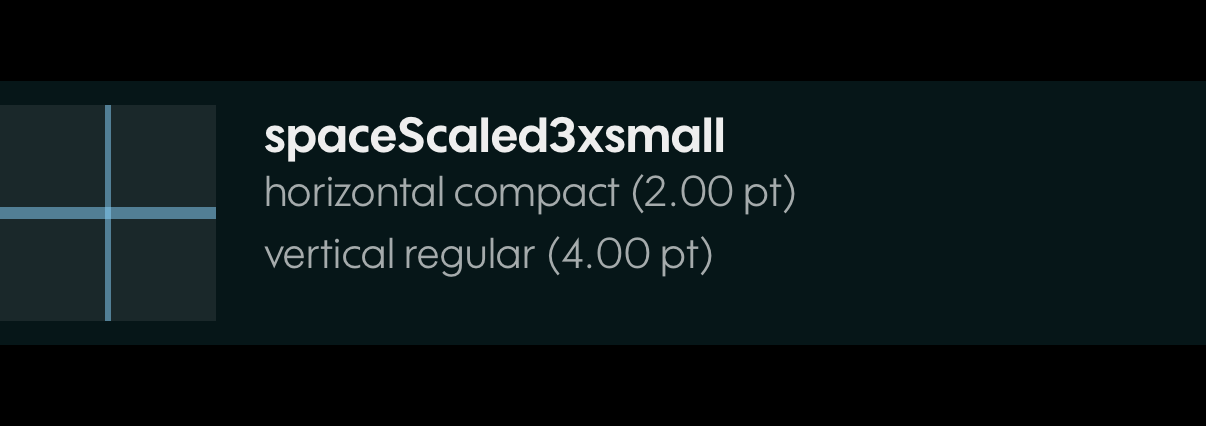 spaceScaled3xsmall
horizontal compact (2.00 pt)
vertical regular (4.00 pt)